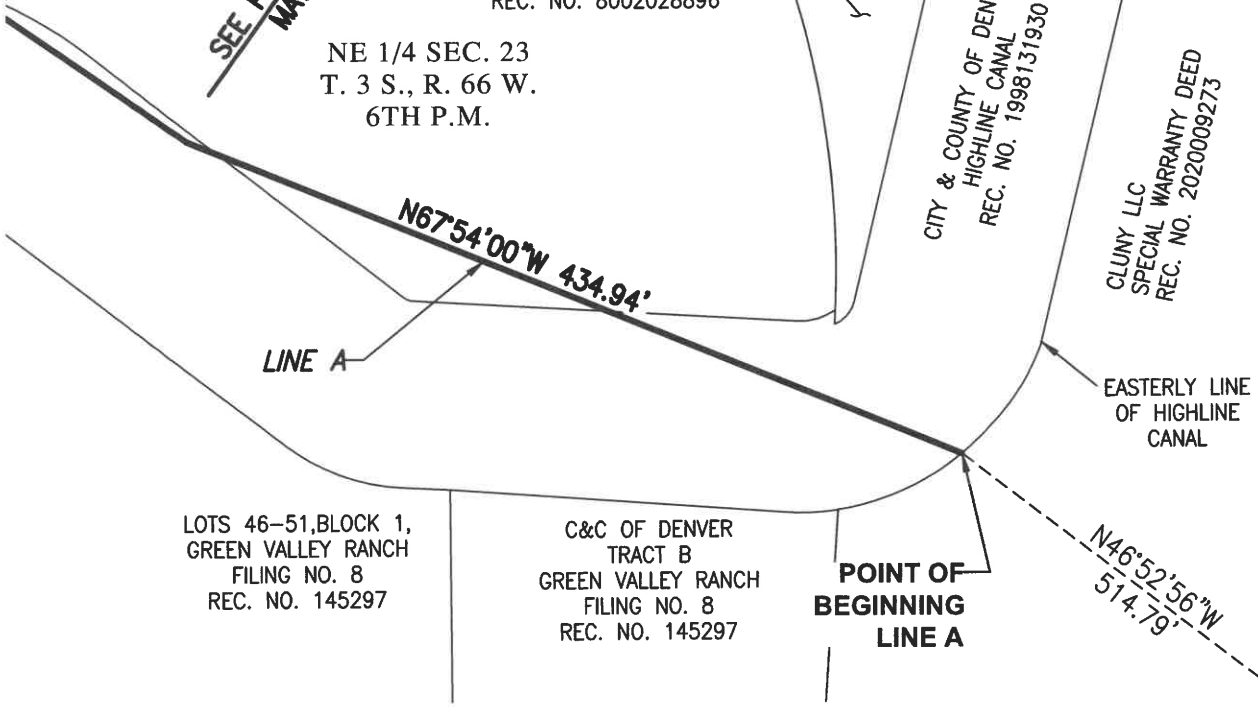 SEE
REC. NO. 8002028896
NE 1/4 SEC. 23
T. 3 S., R. 66 W.
6TH P.M.
CITY & COUNTY OF DEN
HIGHLINE CANAL
REC. NO. 1998131930
CLUNY LLC
SPECIAL WARRANTY DEED
REC. NO. 2020009273
N67°54'00"W 434.94'
LINE A
EASTERLY LINE
OF HIGHLINE
CANAL
LOTS 46-51,BLOCK 1,
GREEN VALLEY RANCH
FILING NO. 8
REC. NO. 145297
C&C OF DENVER
TRACT B
GREEN VALLEY RANCH
FILING NO. 8
REC. NO. 145297
POINT OF
BEGINNING
LINE A
N46°52'56"W
514.79'